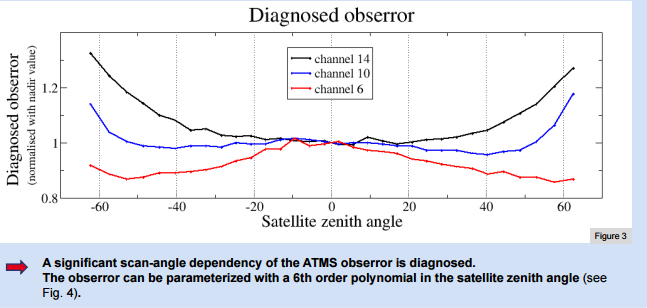 Diagnosed obserror
Diagnosed obserror
(normalised with nadir value)
channel 14
channel 10
channel 6
1.2
1
0.8
-60 -40 -20 0 20 40 60
Satellite zenith angle
Figure 3
A significant scan-angle dependency of the ATMS obserror is diagnosed.
The obserror can be parameterized with a 6th order polynomial in the satellite zenith angle (see
Fig. 4).